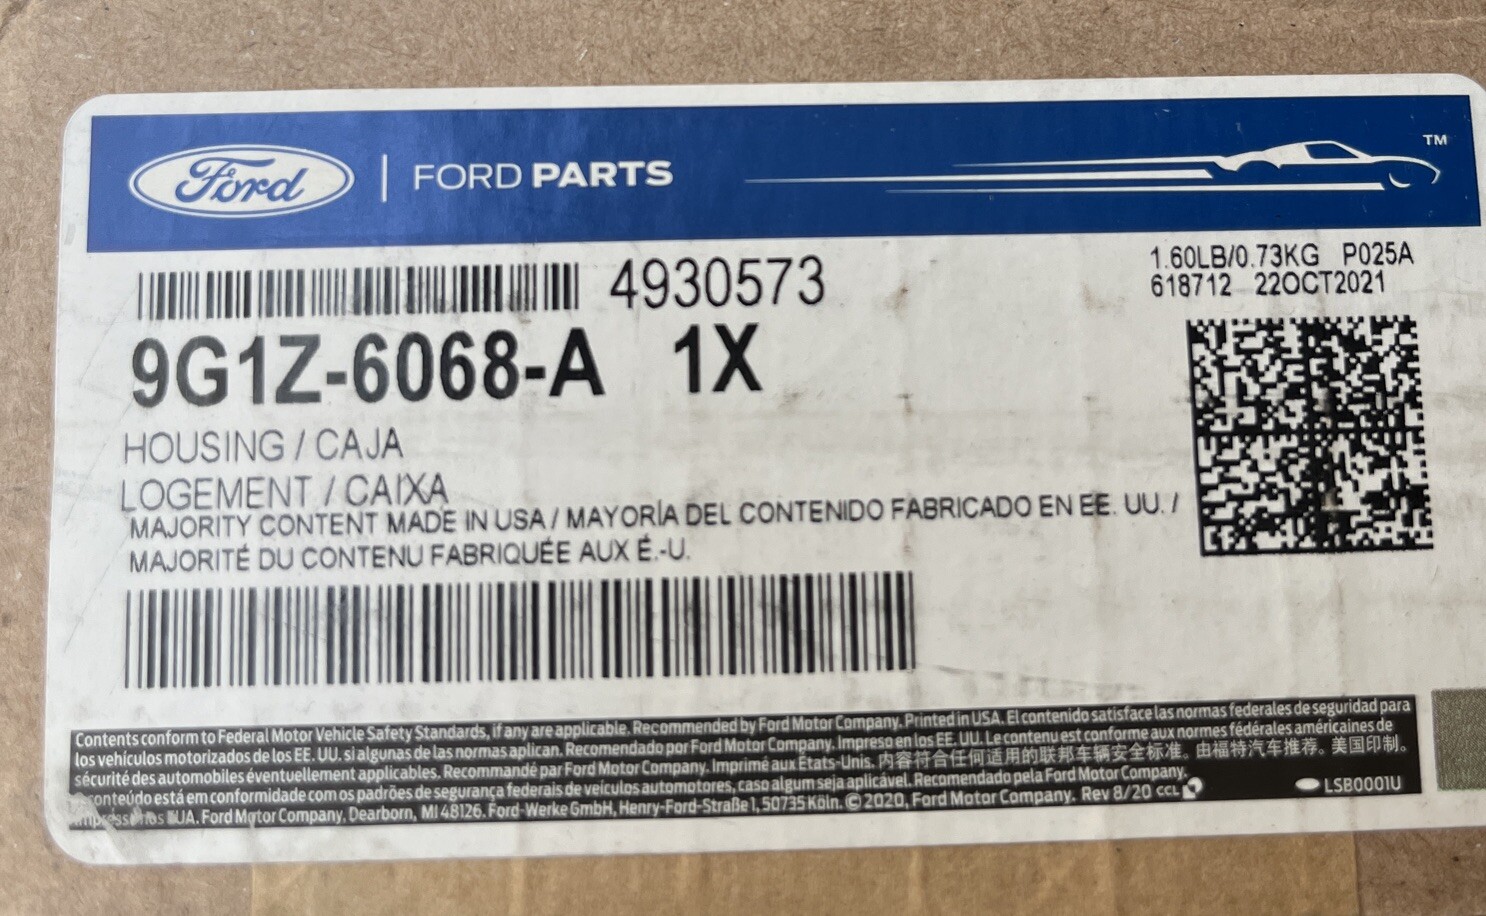 Ford | FORD PARTS TM
4930573
1.60LB/0.73KG P025A
618712 22OCT2021
9G1Z-6068-A 1X
HOUSING / CAJA
LOGEMENT / CAIXA
MAJORITY CONTENT MADE IN USA / MAYORÍA DEL CONTENIDO FABRICADO EN EE. UU. /
MAJORITÉ DU CONTENU FABRIQUÉE AUX É.-U.
Contents conform to Federal Motor Vehicle Safety Standards, if any are applicable. Recommended by Ford Motor Company. Printed in USA. El contenido satisface las normas federales de seguridad para
los vehículos motorizados de los EE. UU. si algunas de las normas aplican. Recomendado por Ford Motor Company. Impreso en los EE. UU. Le contenu est conforme aux normes fédérales américaines de
sécurité des automobiles éventuellement applicables. Recommandé par Ford Motor Company. Imprimé aux États-Unis. 内容符合任何适用的联邦车辆安全标准。由福特汽车推荐。美国印制。
conteúdo está em conformidade com os padrões de segurança federais de veículos automotores, caso algum seja aplicável. Recomendado pela Ford Motor Company.
Ford Motor Company, Dearborn, MI 48126. Ford-Werke GmbH, Henry-Ford-Straße 1, 50735 Köln. © 2020, Ford Motor Company. Rev 8/20 CCL
LSB0001U